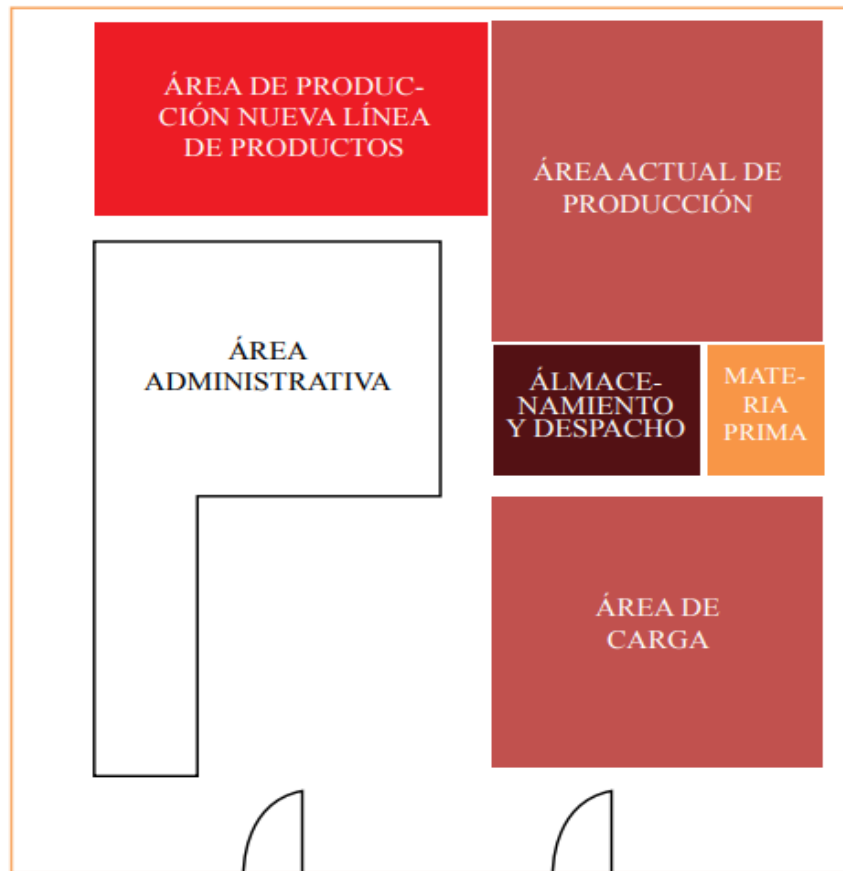 ÁREA DE PRODUC-
CIÓN NUEVA LÍNEA
DE PRODUCTOS
ÁREA ACTUAL DE
PRODUCCIÓN
ÁREA
ADMINISTRATIVA
ÁLMACE-
NAMIENTO
Y DESPACHO
MATE-
RIA
PRIMA
ÁREA DE
CARGA